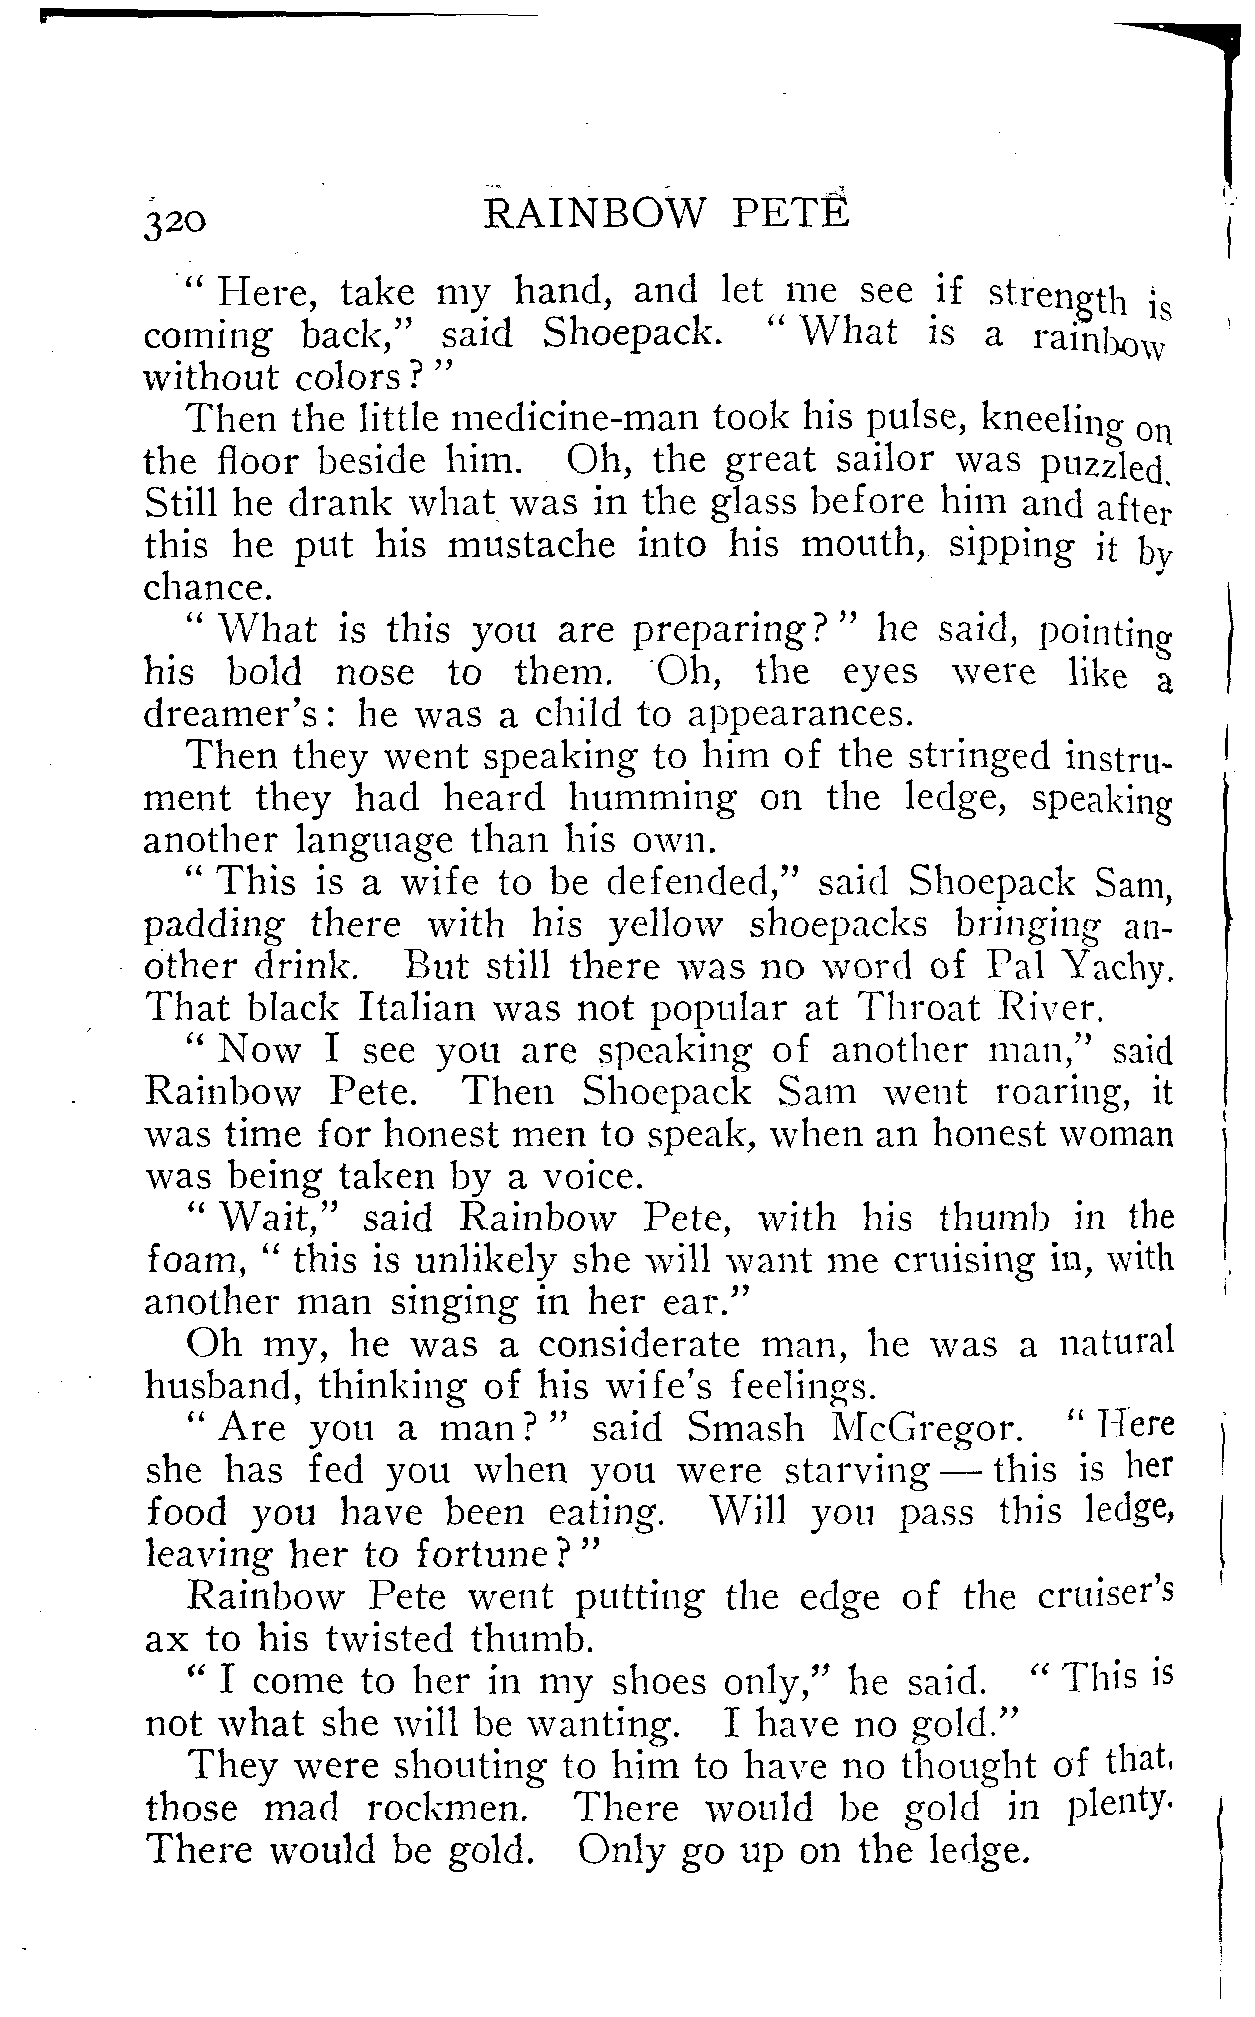 320 RAINBOW PETE
" Here, take my hand, and let me see if strength is
coming back," said Shoepack. " What is a rainbow
without colors ? "
Then the little medicine-man took his pulse, kneeling on
the floor beside him. Oh, the great sailor was puzzled.
Still he drank what was in the glass before him and after
this he put his mustache into his mouth, sipping it by
chance.
" What is this you are preparing? " he said, pointing
his bold nose to them. Oh, the eyes were like a
dreamer's : he was a child to appearances.
Then they went speaking to him of the stringed instru-
ment they had heard humming on the ledge, speaking
another language than his own.
" This is a wife to be defended," said Shoepack Sam,
padding there with his yellow shoepacks bringing an-
other drink. But still there was no word of Pal Yachy.
That black Italian was not popular at Throat River.
" Now I see you are speaking of another man," said
Rainbow Pete. Then Shoepack Sam went roaring, it
was time for honest men to speak, when an honest woman
was being taken by a voice.
" Wait," said Rainbow Pete, with his thumb in the
foam, " this is unlikely she will want me cruising in, with
another man singing in her ear."
Oh my, he was a considerate man, he was a natural
husband, thinking of his wife's feelings.
" Are you a man? " said Smash McGregor. " Here
she has fed you when you were starving — this is her
food you have been eating. Will you pass this ledge,
leaving her to fortune ? "
Rainbow Pete went putting the edge of the cruiser's
ax to his twisted thumb.
" I come to her in my shoes only," he said. " This is
not what she will be wanting. I have no gold."
They were shouting to him to have no thought of that,
those mad rockmen. There would be gold in plenty.
There would be gold. Only go up on the ledge.